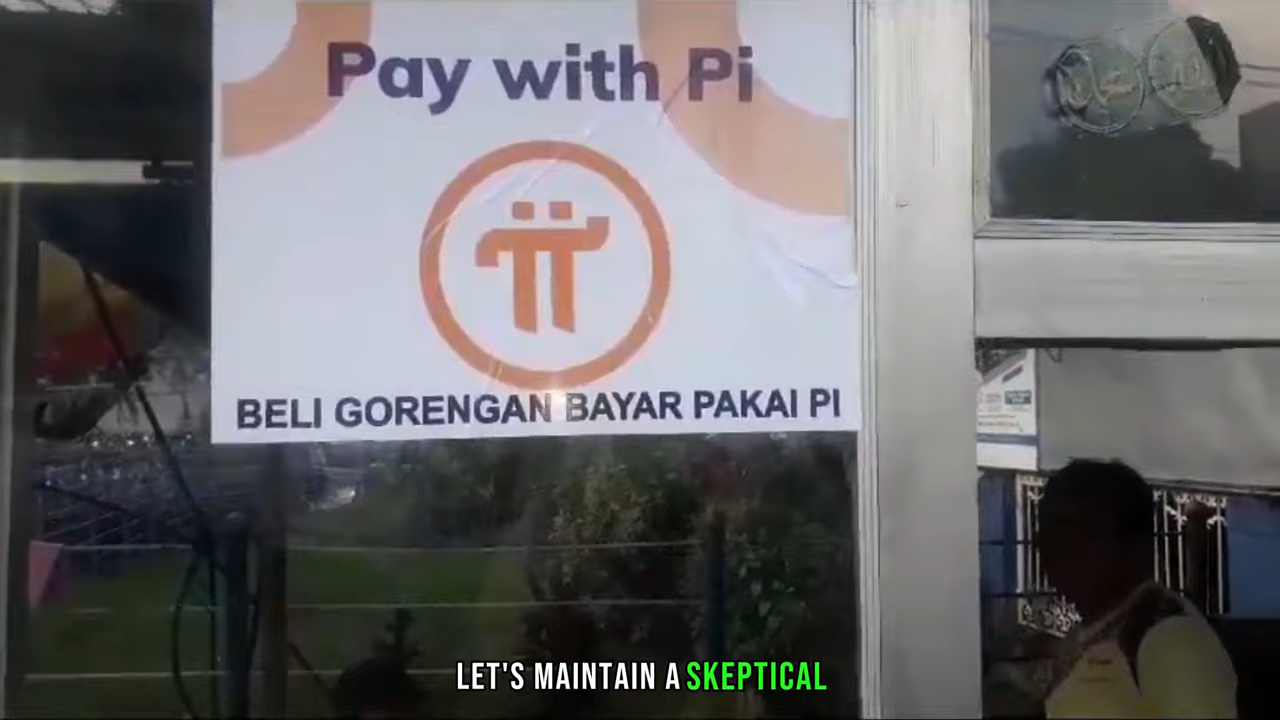 Pay with Pi
BELI GORENGAN BAYAR PAKAI PI
LET'S MAINTAIN A SKEPTICAL